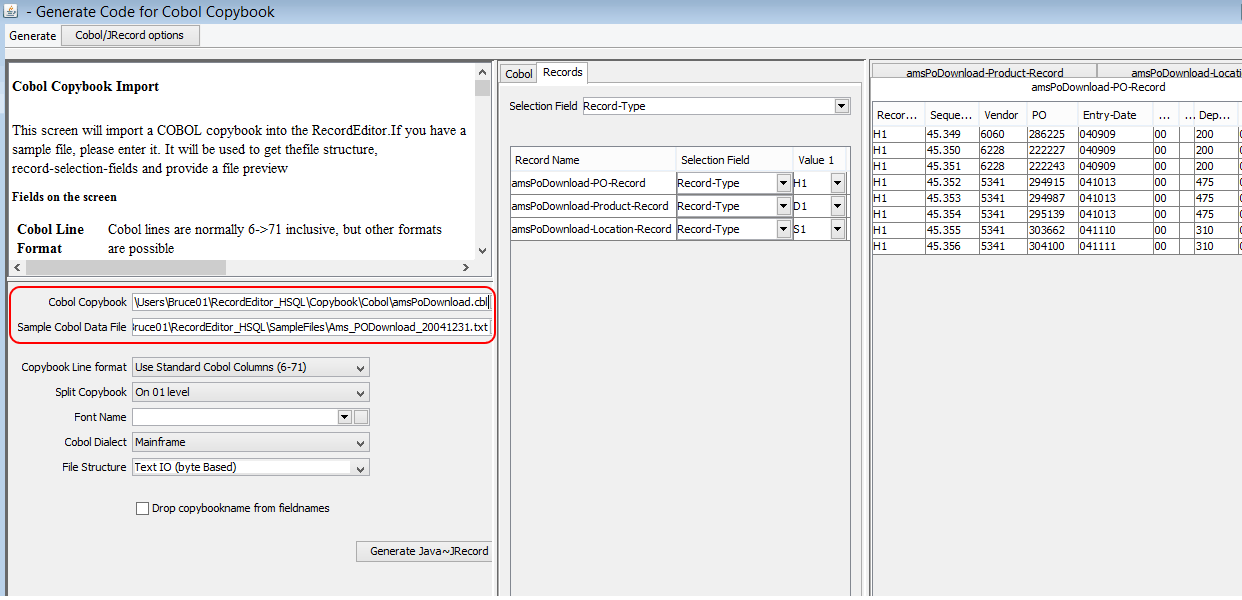 - Generate Code for Cobol Copybook
Generate Cobol/JRecord options
Cobol Copybook Import
This screen will import a COBOL copybook into the RecordEditor.If you have a
sample file, please enter it. It will be used to get thefile structure,
record-selection-fields and provide a file preview
Fields on the screen
Cobol Line Format Cobol lines are normally 6->71 inclusive, but other formats
are possible
Cobol Copybook \Users\Bruce01\RecordEditor_HSQL\Copybook\Cobol\amsPoDownload.cbl
Sample Cobol Data File ruce01\RecordEditor_HSQL\SampleFiles\Ams_PODownload_20041231.txt
Copybook Line format Use Standard Cobol Columns (6-71)
Split Copybook On 01 level
Font Name
Cobol Dialect Mainframe
File Structure Text IO (byte Based)
Drop copybookname from fieldnames
Generate Java~JRecord
Cobol Records
Selection Field Record-Type
Record Name Selection Field Value 1
amsPoDownload-PO-Record Record-Type H1
amsPoDownload-Product-Record Record-Type D1
amsPoDownload-Location-Record Record-Type S1
amsPoDownload-Product-Record amsPoDownload-Locati
amsPoDownload-PO-Record
Recor... Seque... Vendor PO Entry-Date ... ... Dep...
H1 45.349 6060 286225 040909 00 200
H1 45.350 6228 222227 040909 00 200
H1 45.351 6228 222243 040909 00 200
H1 45.352 5341 294915 041013 00 475
H1 45.353 5341 294987 041013 00 475
H1 45.354 5341 295139 041013 00 475
H1 45.355 5341 303662 041110 00 310
H1 45.356 5341 304100 041111 00 310